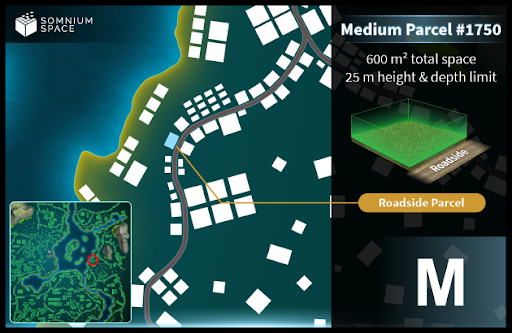 SOMNIUM
SPACE
Medium Parcel #1750
600 m² total space
25 m height & depth limit
Roadside
Roadside Parcel
M